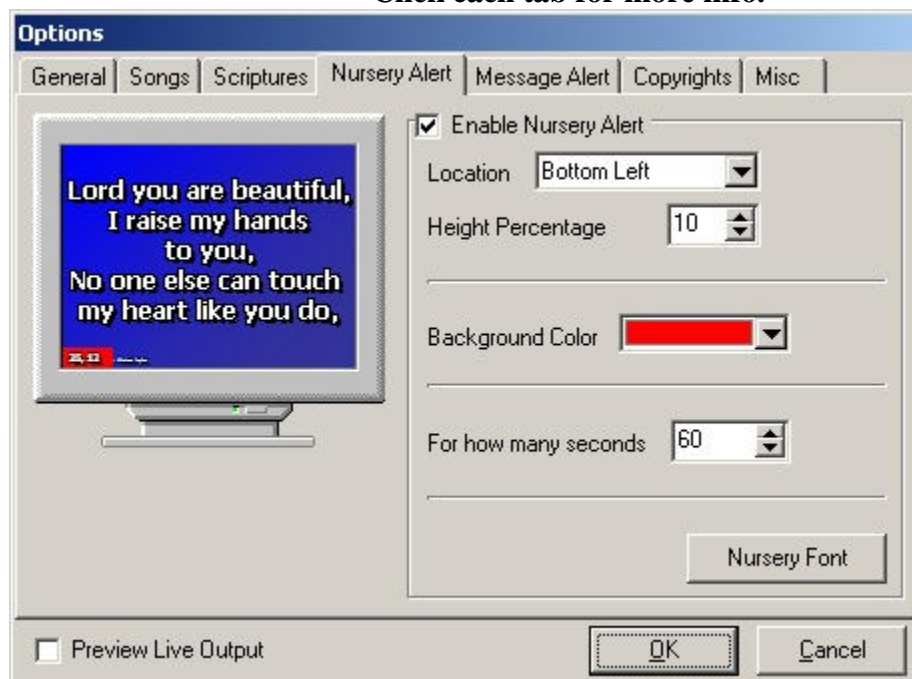 Click each tab for more info.
Options
General Songs Scriptures Nursery Alert Message Alert Copyrights Misc
Lord you are beautiful,
I raise my hands
to you,
No one else can touch
my heart like you do,
Enable Nursery Alert
Location Bottom Left
Height Percentage 10
Background Color
For how many seconds 60
Nursery Font
Preview Live Output OK Cancel